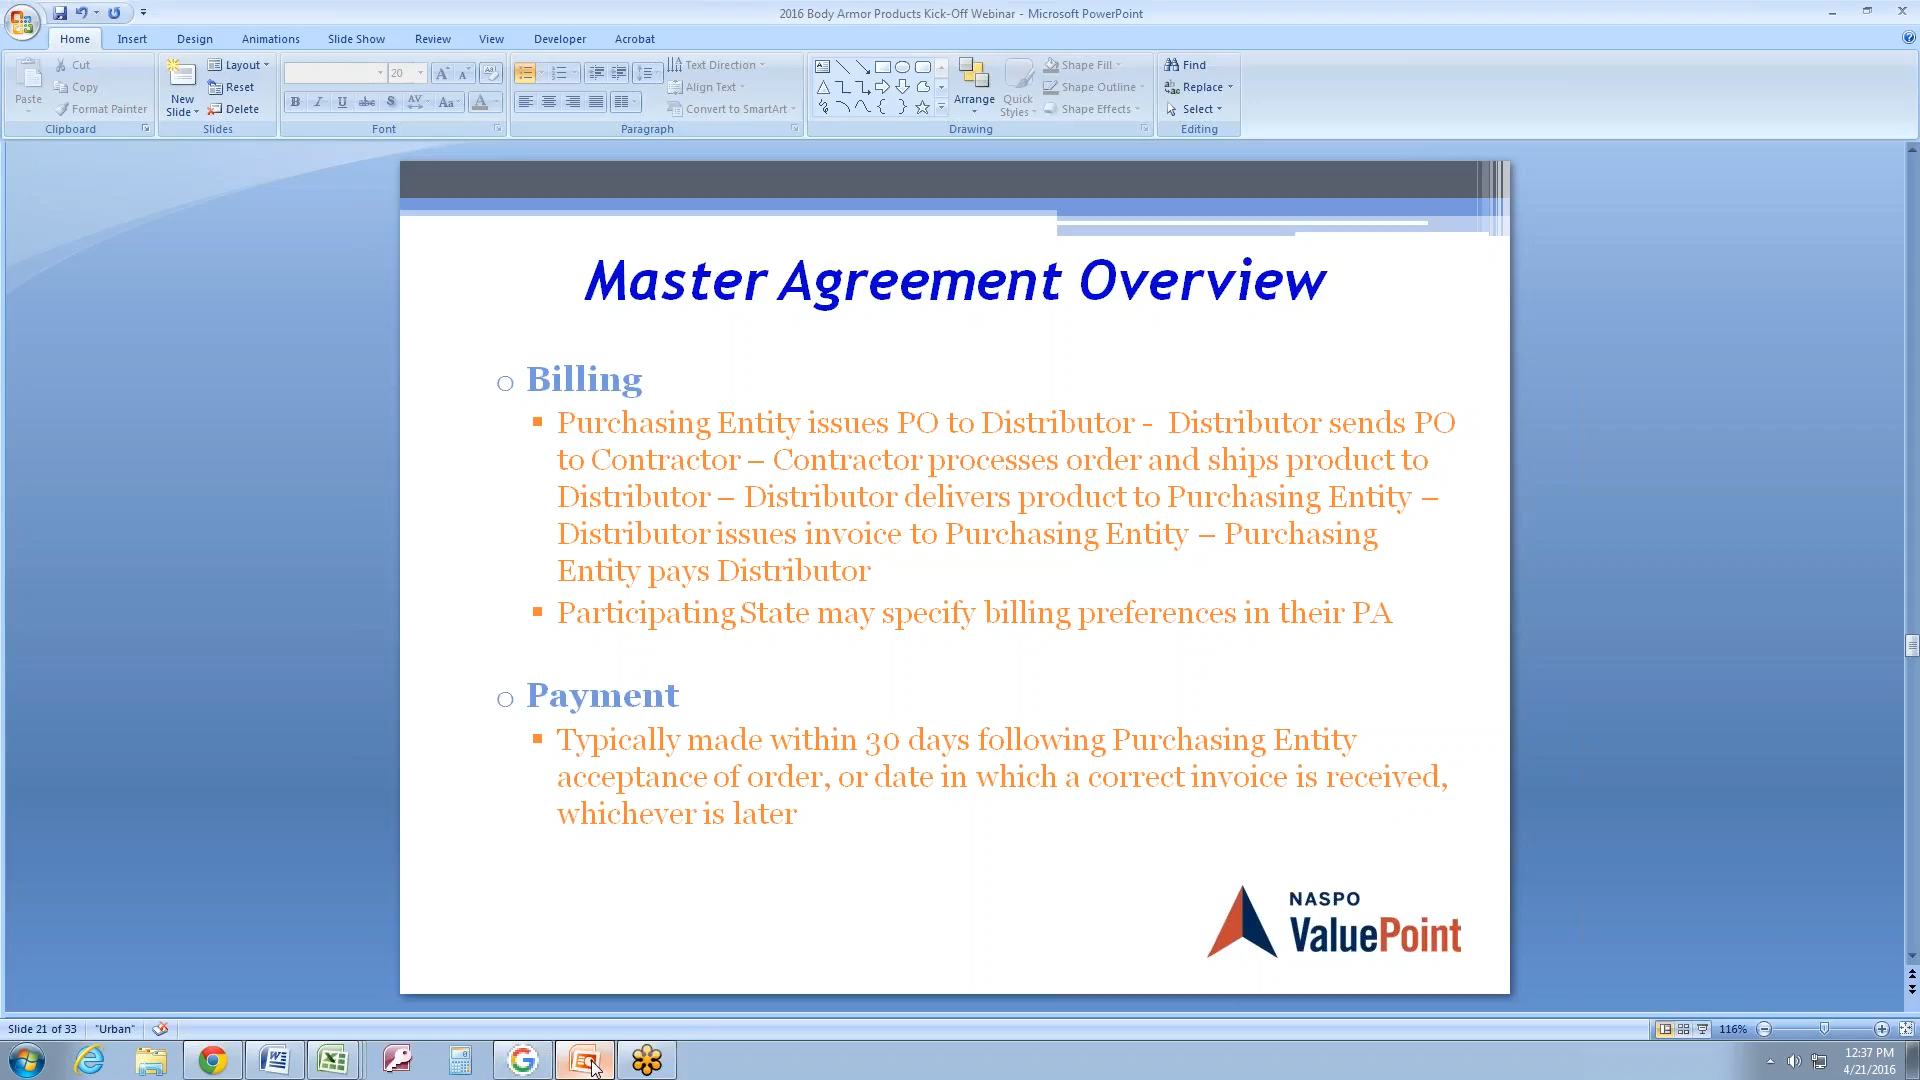 2016 Body Armor Products Kick-Off Webinar - Microsoft PowerPoint
Home Insert Design Animations Slide Show Review View Developer Acrobat
Paste
Cut
Copy
Format Painter
Clipboard
New
Slide
Layout
Reset
Delete
Slides
20
Font
Text Direction
Align Text
Convert to SmartArt
Paragraph
Arrange
Quick
Styles
Shape Fill
Shape Outline
Shape Effects
Drawing
Find
Replace
Select
Editing
Master Agreement Overview
Billing
Purchasing Entity issues PO to Distributor - Distributor sends PO
to Contractor – Contractor processes order and ships product to
Distributor – Distributor delivers product to Purchasing Entity –
Distributor issues invoice to Purchasing Entity – Purchasing
Entity pays Distributor
Participating State may specify billing preferences in their PA
Payment
Typically made within 30 days following Purchasing Entity
acceptance of order, or date in which a correct invoice is received,
whichever is later
NASPO
ValuePoint
Slide 21 of 33 "Urban" 116%
12:37 PM
4/21/2016